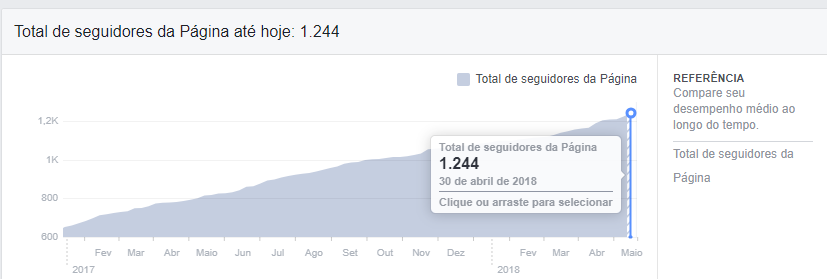 Total de seguidores da Página até hoje: 1.244
Total de seguidores da Página
REFERÊNCIA
Compare seu
desempenho médio ao
longo do tempo.
Total de seguidores da
Página
1,2K
1K
800
600
Total de seguidores da Página
1.244
30 de abril de 2018
Clique ou arraste para selecionar
Fev Mar Abr Maio Jun Jul Ago Set Out Nov Dez Fev Mar Abr Maio
2017 2018